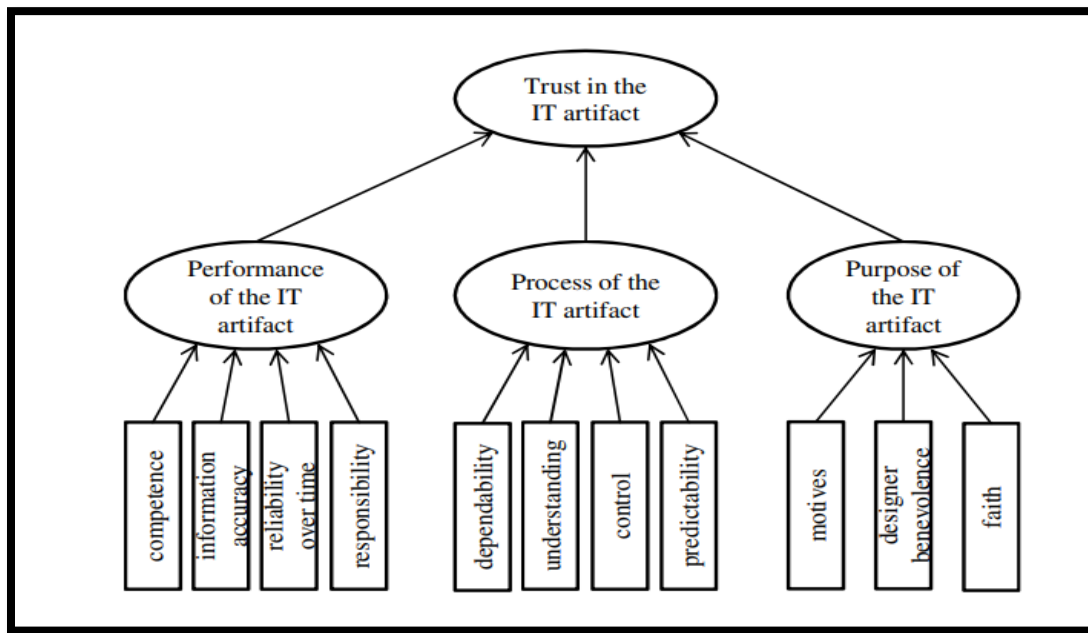 Trust in the
IT artifact
Performance
of the IT
artifact
Process of the
IT artifact
Purpose of
the IT
artifact
competence
information
accuracy
reliability
over time
responsibility
dependability
understanding
control
predictability
motives
designer
benevolence
faith